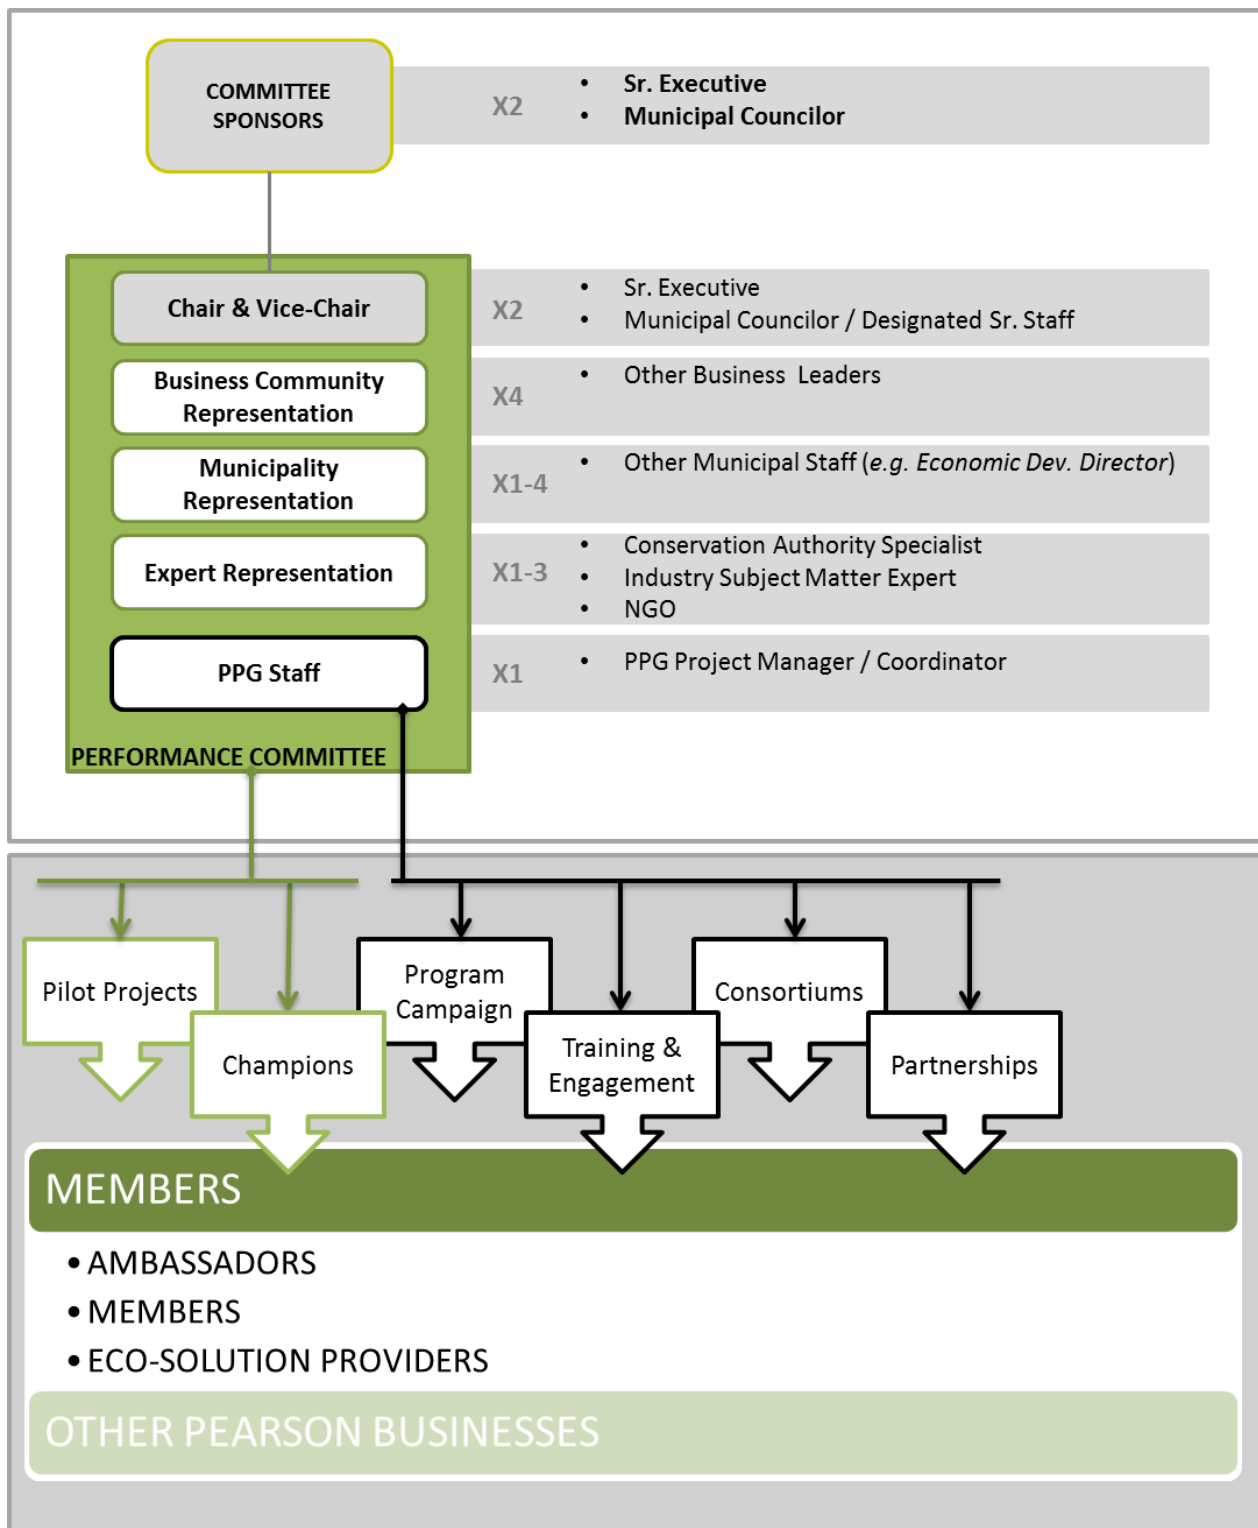 COMMITTEE
SPONSORS
X2
• Sr. Executive
• Municipal Councilor
Chair & Vice-Chair
X2
• Sr. Executive
• Municipal Councilor / Designated Sr. Staff
Business Community
Representation
X4
• Other Business Leaders
Municipality
Representation
X1-4
• Other Municipal Staff (e.g. Economic Dev. Director)
Expert Representation
X1-3
• Conservation Authority Specialist
• Industry Subject Matter Expert
• NGO
PPG Staff
X1
• PPG Project Manager / Coordinator
PERFORMANCE COMMITTEE
Pilot Projects
Champions
Program
Campaign
Training &
Engagement
Consortiums
Partnerships
MEMBERS
• AMBASSADORS
• MEMBERS
• ECO-SOLUTION PROVIDERS
OTHER PEARSON BUSINESSES